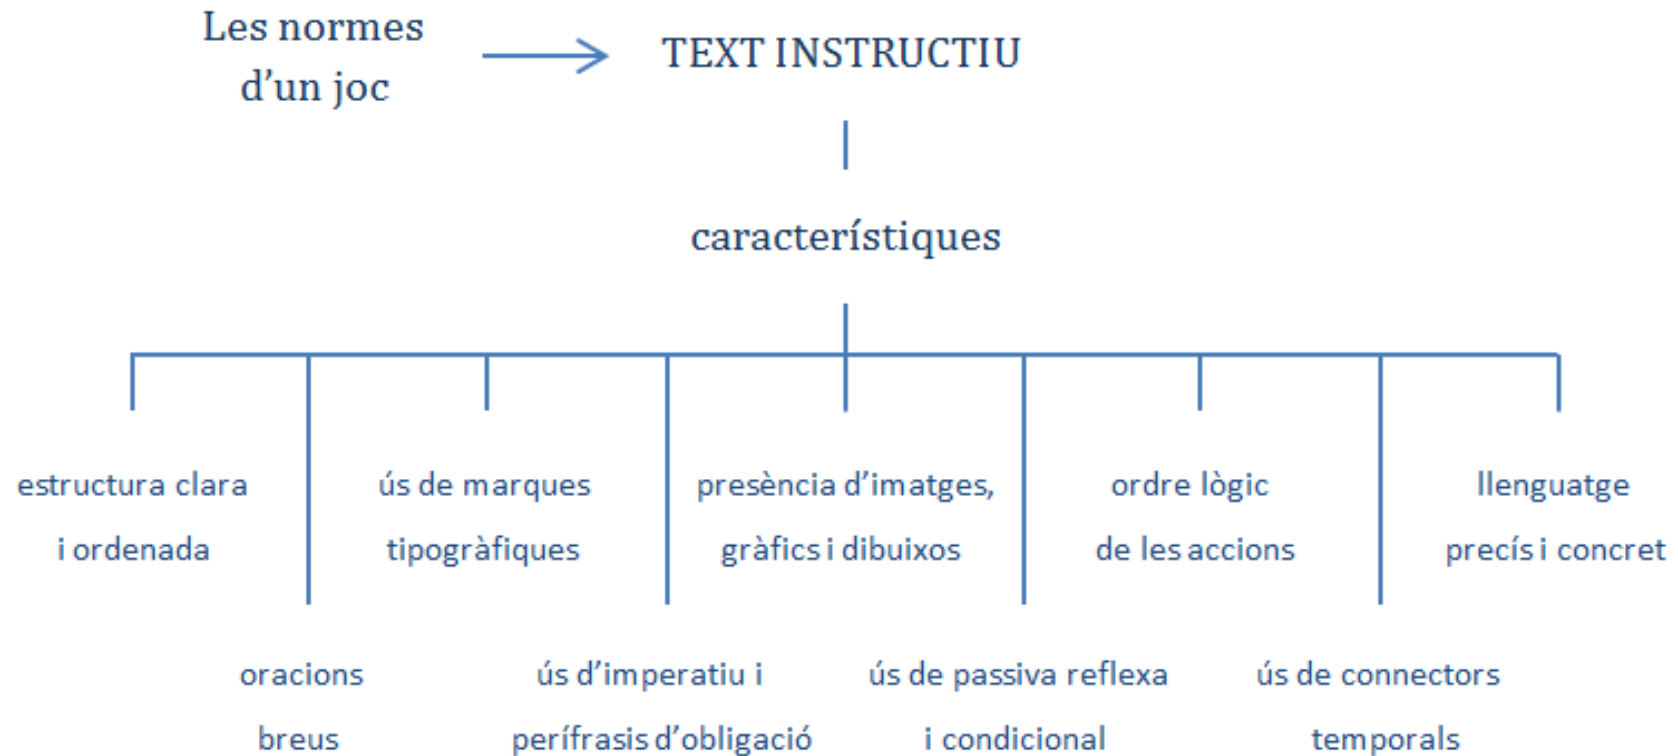 Les normes
d'un joc
TEXT INSTRUCTIU
característiques
estructura clara
i ordenada
ús de marques
tipogràfiques
presència d'imatges,
gràfics i dibuixos
ordre lògic
de les accions
llenguatge
precís i concret
oracions
breus
ús d'imperatiu i
perífrasis d'obligació
ús de passiva reflexa
i condicional
ús de connectors
temporals